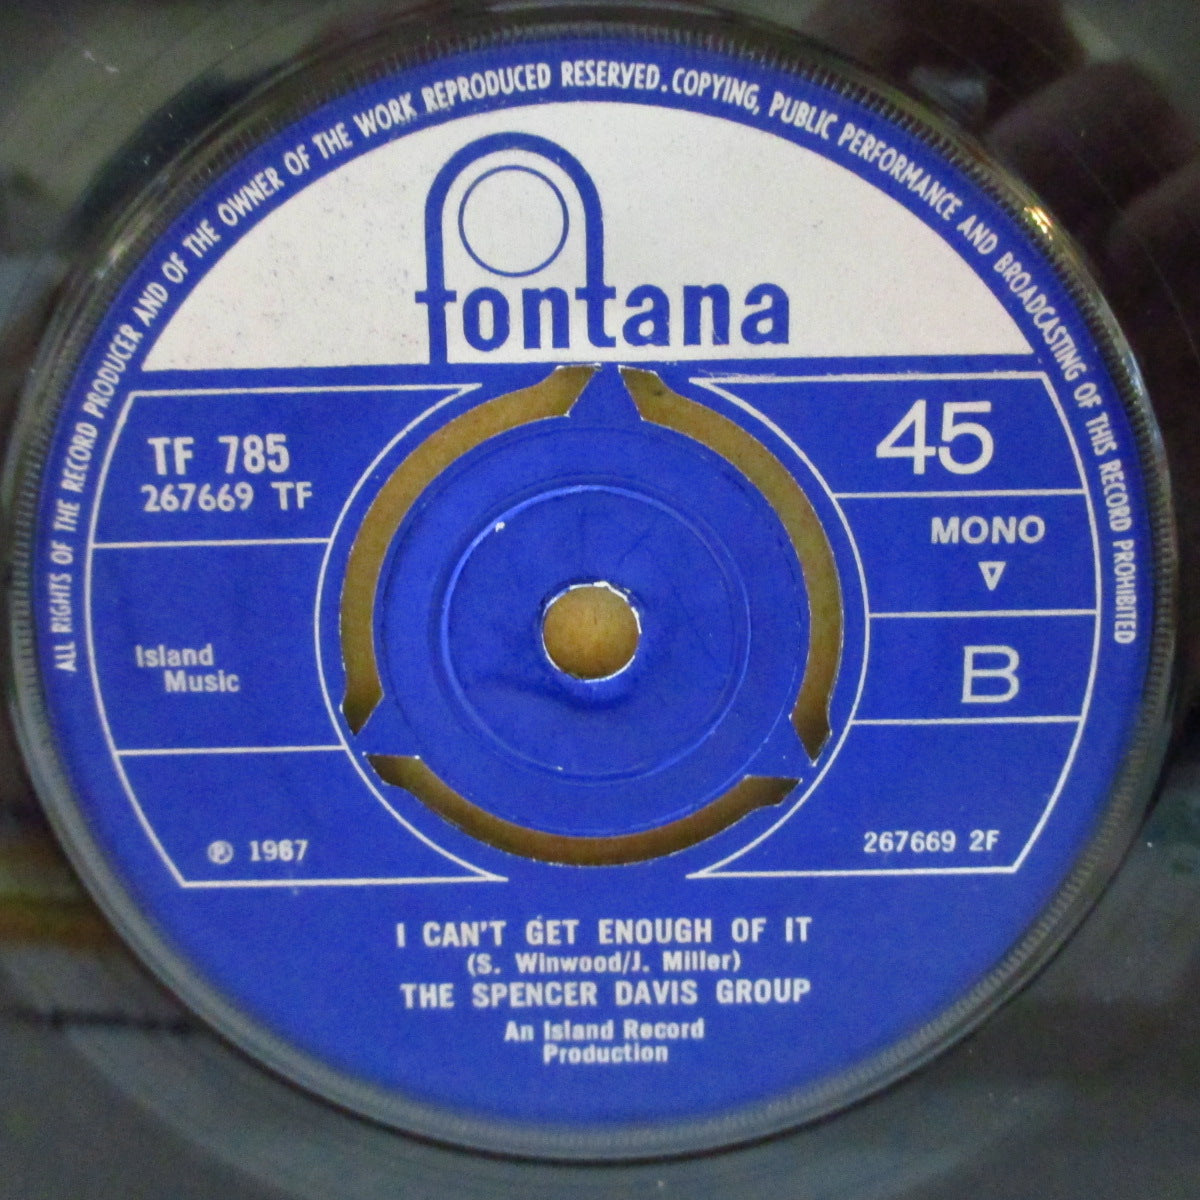 ALL RIGHTS OF THE RECORD PRODUCER AND OF THE OWNER OF THE WORK REPRODUCED RESERVED. COPYING, PUBLIC PERFORMANCE AND BROADCASTING OF THIS RECORD PROHIBITED
fontana
TF 785
267669 TF
45
MONO
▽
B
Island
Music
℗ 1967
267669 2F
I CAN'T GET ENOUGH OF IT
(S. Winwood/J. Miller)
THE SPENCER DAVIS GROUP
An Island Record
Production